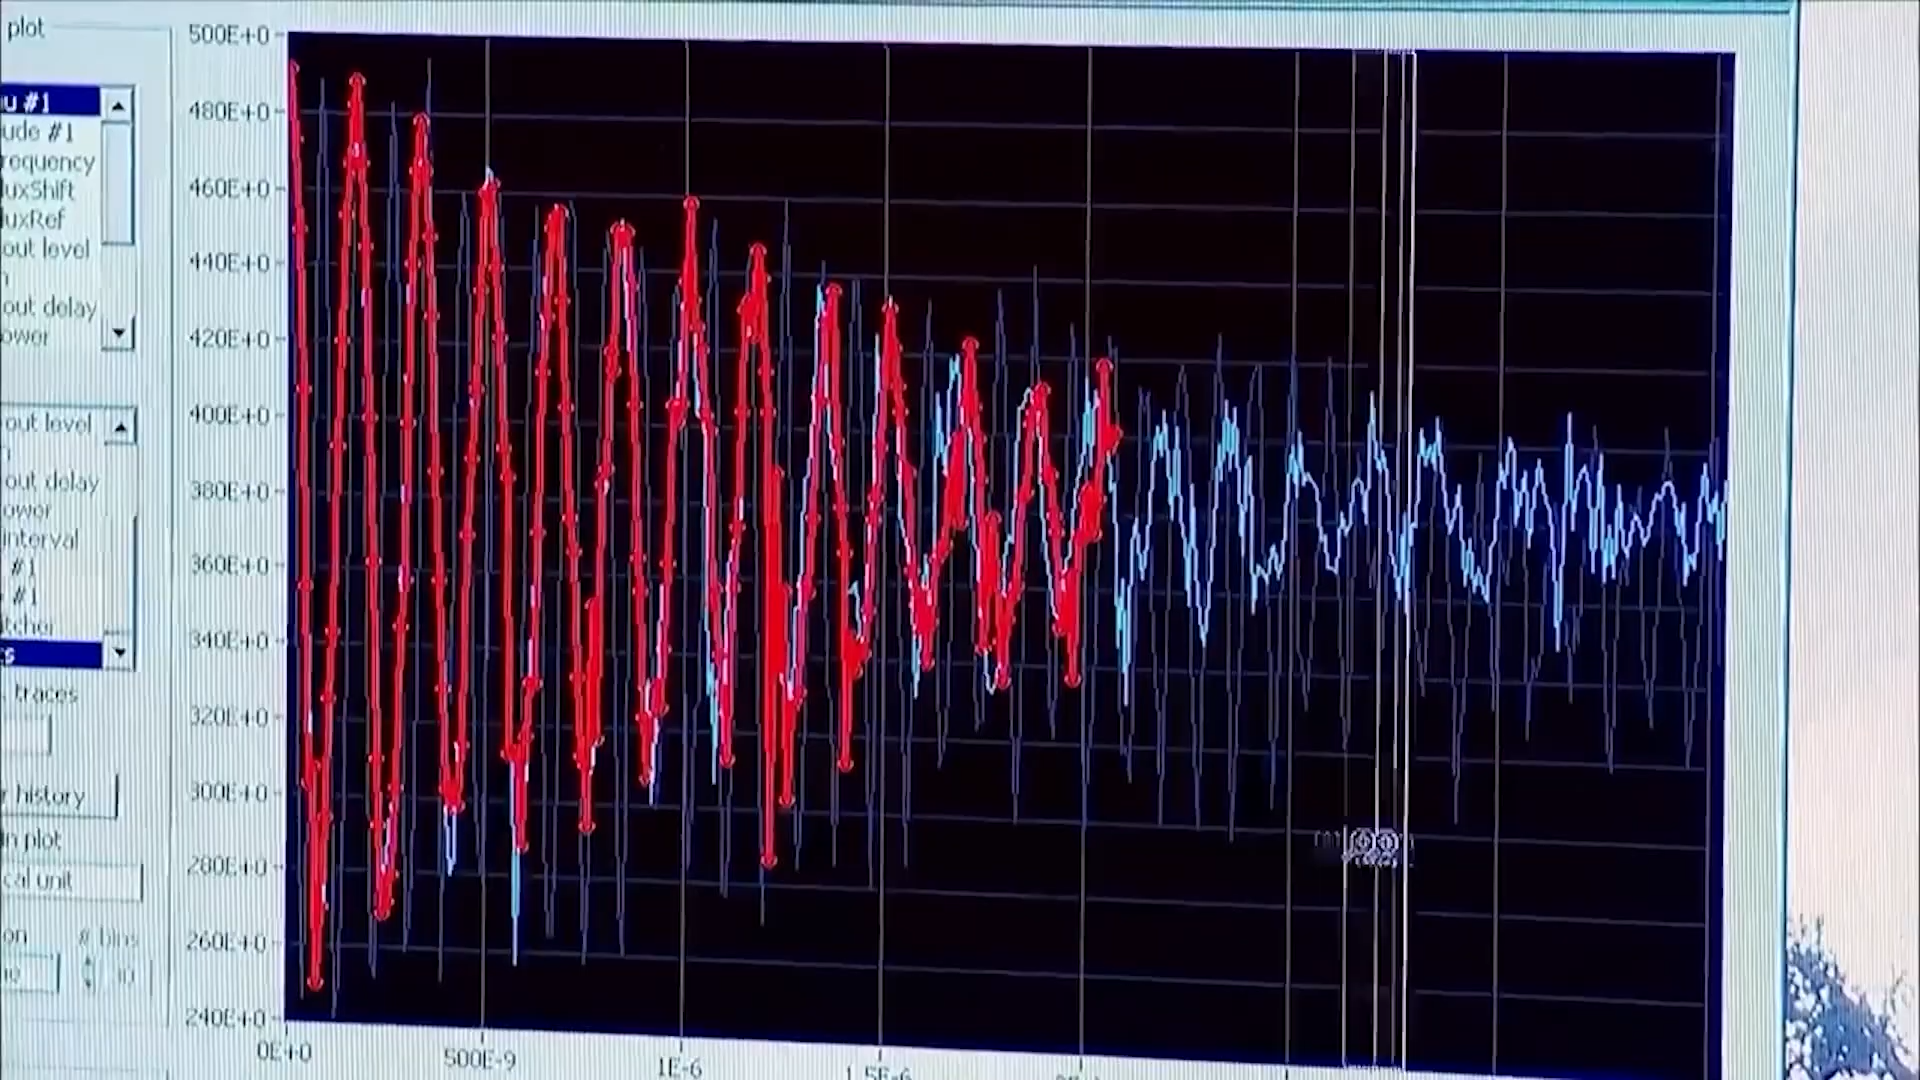 plot
u #1
ude #1
requency
luxShift
luxRef
out level
n
out delay
ower
out level
out delay
ower
interval
#1
#1
itcher
s
traces
r history
n plot
cal unit
on
# bins
500E+0
480E+0
460E+0
440E+0
420E+0
400E+0
380E+0
360E+0
340E+0
320E+0
300E+0
280E+0
260E+0
240E+0
0E+0
500E-9
1E-6
1.5E-6